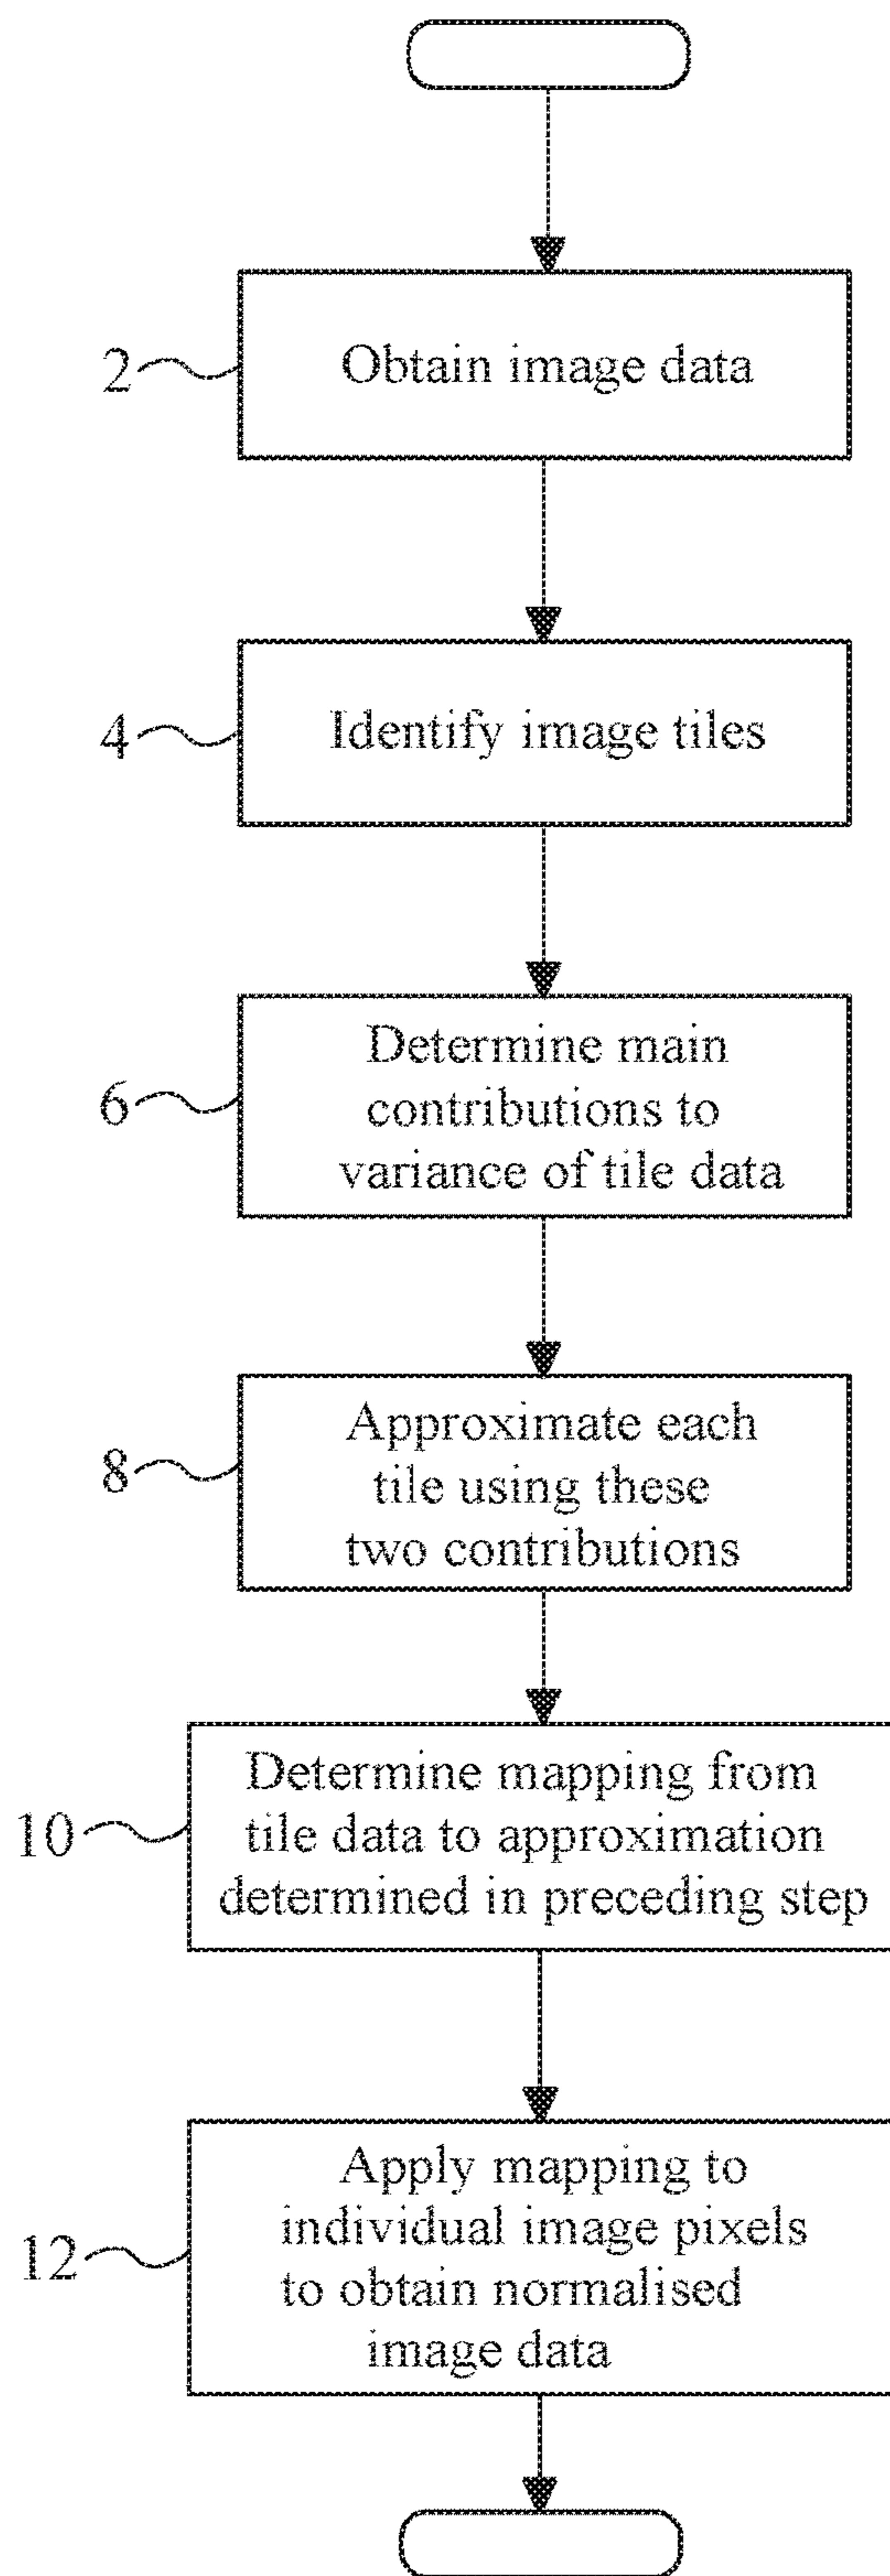 2
Obtain image data
4
Identify image tiles
6
Determine main
contributions to
variance of tile data
8
Approximate each
tile using these
two contributions
10
Determine mapping from
tile data to approximation
determined in preceding step
12
Apply mapping to
individual image pixels
to obtain normalised
image data